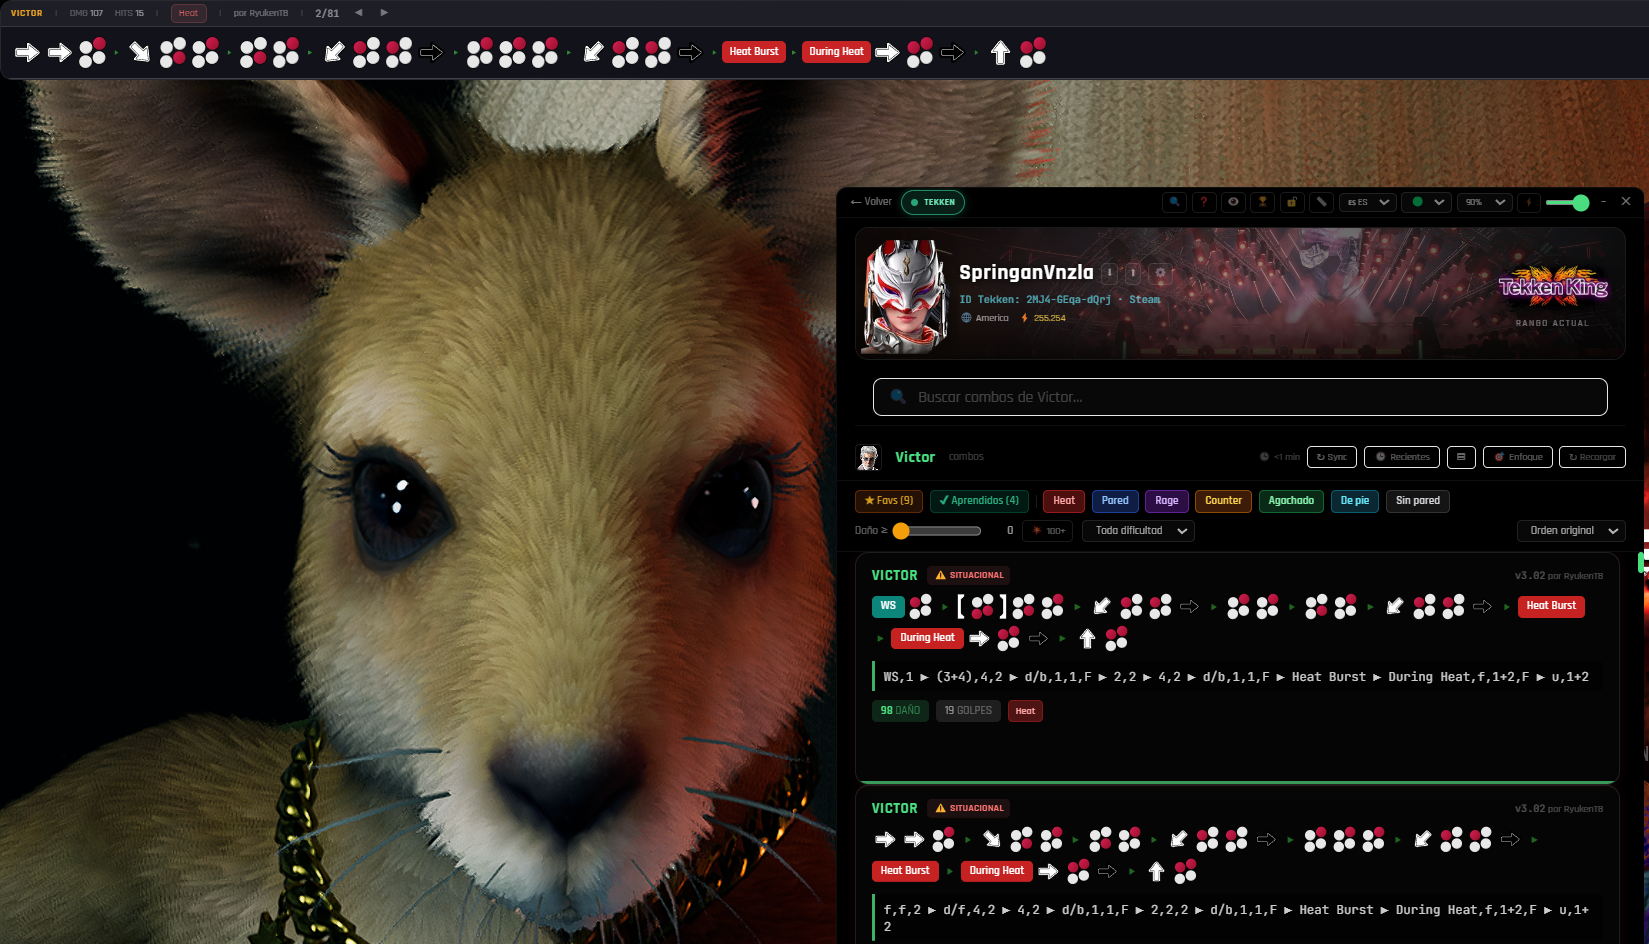 VICTOR DMG 107 HITS 15 Heat por RyukenTB 2/81
Heat Burst During Heat
← Volver TEKKEN ES ES 90% - ×
SpringanVnzla
ID Tekken: 2MJ4-GEqa-dQrj · Steam
America 255.254
Tekken King
RANGO ACTUAL
Buscar combos de Victor...
Victor combos <1 min ↻ Sync Recientes Enfoque ↻ Recargar
★ Favs (9) ✓ Aprendidos (4) Heat Pared Rage Counter Agachado De pie Sin pared
Daño ≥ 0 100+ Toda dificultad Orden original
VICTOR ⚠ SITUACIONAL v3.02 por RyukenTB
WS [ ] Heat Burst
During Heat
WS,1 ► (3+4),4,2 ► d/b,1,1,F ► 2,2 ► 4,2 ► d/b,1,1,F ► Heat Burst ► During Heat,f,1+2,F ► u,1+2
98 DAÑO 19 GOLPES Heat
VICTOR ⚠ SITUACIONAL v3.02 por RyukenTB
Heat Burst During Heat
f,f,2 ► d/f,4,2 ► 4,2 ► d/b,1,1,F ► 2,2,2 ► d/b,1,1,F ► Heat Burst ► During Heat,f,1+2,F ► u,1+
2